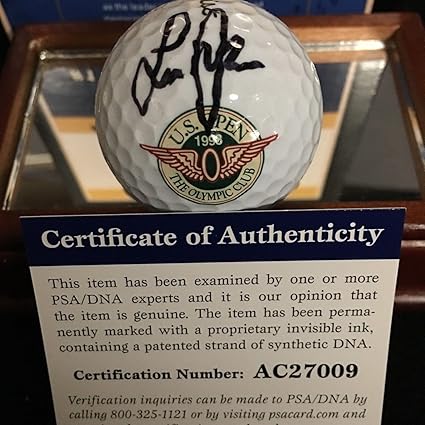 U.S. OPEN
1998
THE OLYMPIC CLUB
Certificate of Authenticity
This item has been examined by one or more
PSA/DNA experts and it is our opinion that
the item is genuine. The item has been perma-
nently marked with a proprietary invisible ink,
containing a patented strand of synthetic DNA.
Certification Number: AC27009
Verification inquiries can be made to PSA/DNA by
calling 800-325-1121 or by visiting psacard.com and